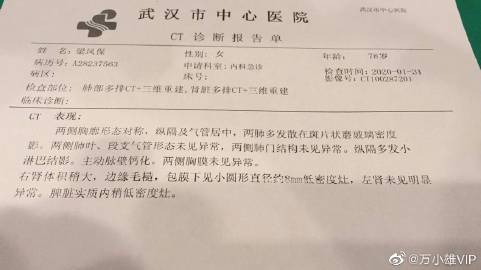 武汉市中心医院
武汉市中心医院
CT 诊断报告单
姓名：梁凤保 性别：女 年龄：76岁
病历号：A28237563 申请科室：内科急诊 检查时间：2020-01-24
病区： 床号： 影像号：CT100287201
检查部位：肺部多排CT+三维重建,肾脏多排CT+三维重建
临床诊断：
CT 表现：
两侧胸廓形态对称，纵隔及气管居中，两肺多发散在斑片状磨玻璃密度
影。两侧肺叶、段支气管形态未见异常，两侧肺门结构未见异常。纵隔多发小
淋巴结影。主动脉壁钙化。两侧胸膜未见异常。
右肾体积稍大，边缘毛糙，包膜下见小圆形直径约8mm低密度灶，左肾未见明显
异常。脾脏实质内稍低密度灶。
@万小雄VIP